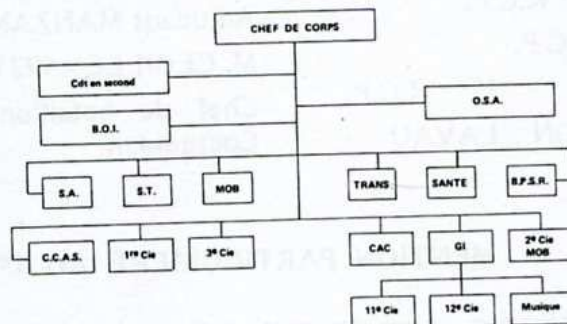 CHEF DE CORPS
Cdt en second
O.S.A.
B.O.I.
S.A.
S.T.
MOB
TRANS
SANTE
B.P.S.R.
C.C.A.S.
1re Cie
3e Cie
CAC
GI
2e Cie
MOB
11e Cie
12e Cie
Musique